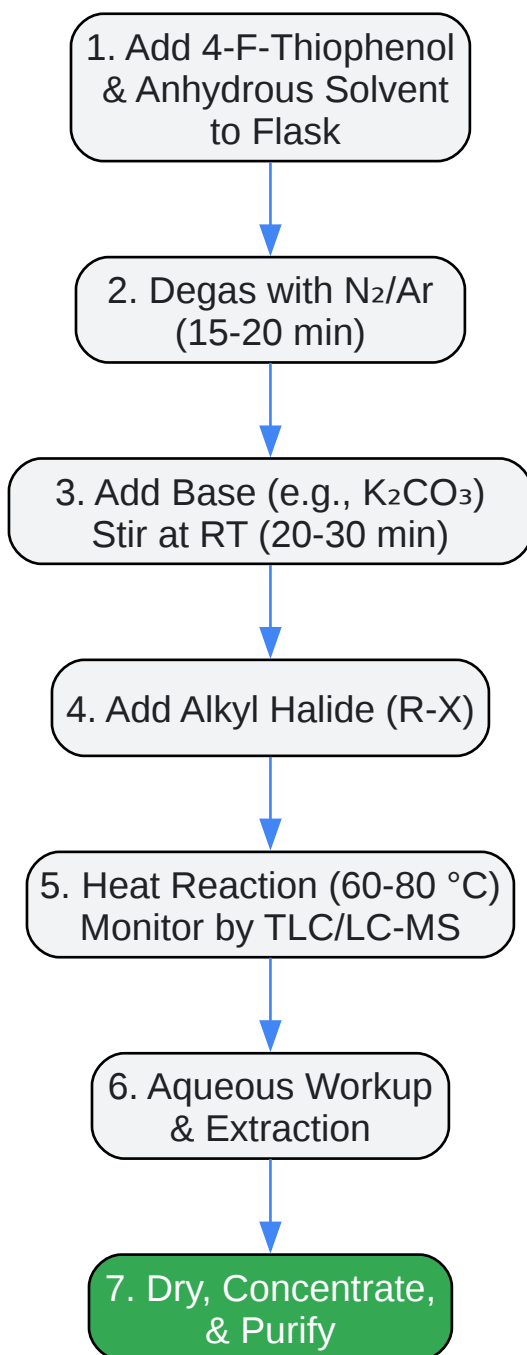 1. Add 4-F-Thiophenol
& Anhydrous Solvent
to Flask
2. Degas with N₂/Ar
(15-20 min)
3. Add Base (e.g., K₂CO₃)
Stir at RT (20-30 min)
4. Add Alkyl Halide (R-X)
5. Heat Reaction (60-80 °C)
Monitor by TLC/LC-MS
6. Aqueous Workup
& Extraction
7. Dry, Concentrate,
& Purify